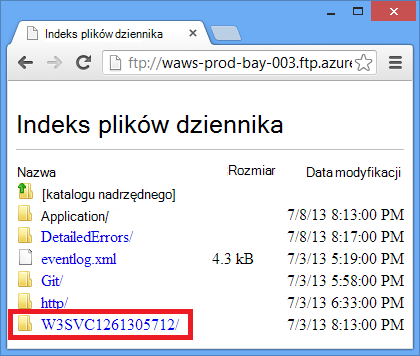 Indeks plików dziennika
ftp://waws-prod-bay-003.ftp.azure
Indeks plików dziennika
Nazwa Rozmiar Data modyfikacji
[katalogu nadrzędnego]
Application/ 7/8/13 8:13:00 PM
DetailedErrors/ 7/8/13 8:17:00 PM
eventlog.xml 4.3 kB 7/3/13 5:19:00 PM
Git/ 7/3/13 5:58:00 PM
http/ 7/3/13 6:33:00 PM
W3SVC1261305712/ 7/3/13 8:13:00 PM